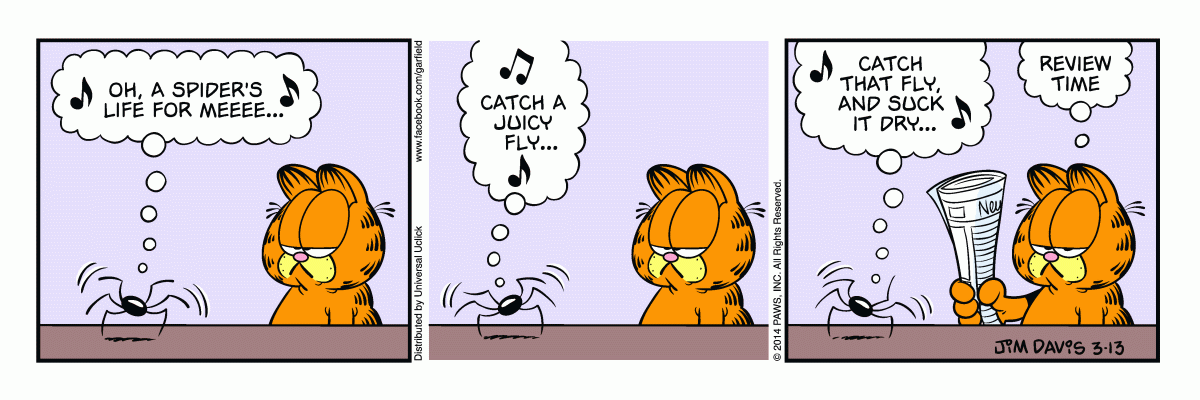 OH, A SPIDER'S
LIFE FOR MEEEE...
www.facebook.com/garfield
Distributed by Universal Uclick
CATCH A
JUICY
FLY...
© 2014 PAWS, INC. All Rights Reserved.
CATCH
THAT FLY,
AND SUCK
IT DRY...
REVIEW
TIME
New
JIM DAVIS 3-13